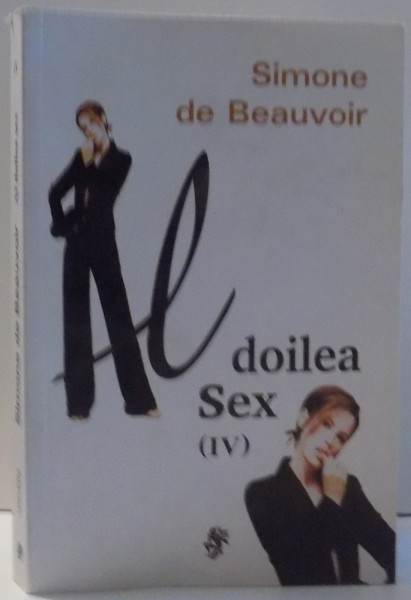 Simone
de Beauvoir
Al
doilea
Sex
(IV)
Simone de Beauvoir Al doilea sex